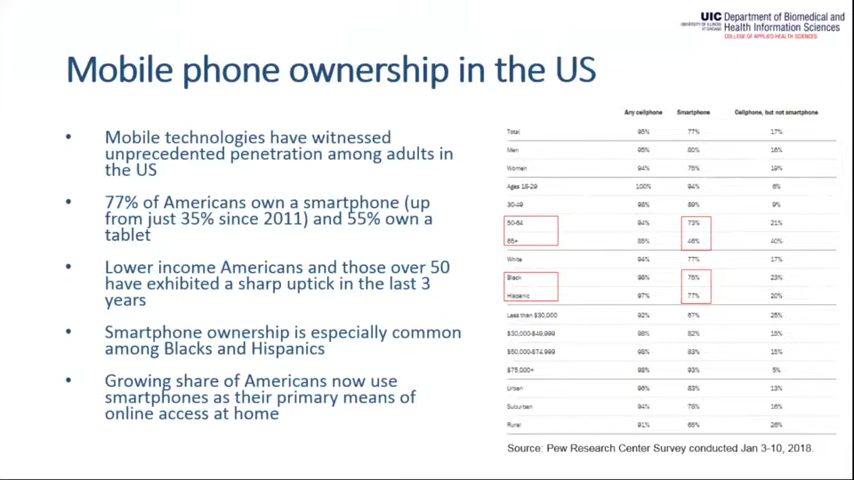 UIC Department of Biomedical and
UNIVERSITY OF ILLINOIS
AT CHICAGO
Health Information Sciences
COLLEGE OF APPLIED HEALTH SCIENCES
Mobile phone ownership in the US
• Mobile technologies have witnessed
unprecedented penetration among adults in
the US
• 77% of Americans own a smartphone (up
from just 35% since 2011) and 55% own a
tablet
• Lower income Americans and those over 50
have exhibited a sharp uptick in the last 3
years
• Smartphone ownership is especially common
among Blacks and Hispanics
• Growing share of Americans now use
smartphones as their primary means of
online access at home
Any cellphone Smartphone Cellphone, but not smartphone
Total 95% 77% 17%
Men 95% 80% 16%
Women 94% 75% 19%
Ages 18-29 100% 94% 6%
30-49 98% 89% 9%
50-64 94% 73% 21%
65+ 85% 46% 40%
White 94% 77% 17%
Black 98% 75% 23%
Hispanic 97% 77% 20%
Less than $30,000 92% 67% 25%
$30,000-$49,999 98% 82% 15%
$50,000-$74,999 98% 83% 15%
$75,000+ 98% 93% 5%
Urban 96% 83% 13%
Suburban 94% 78% 16%
Rural 91% 65% 26%
Source: Pew Research Center Survey conducted Jan 3-10, 2018.